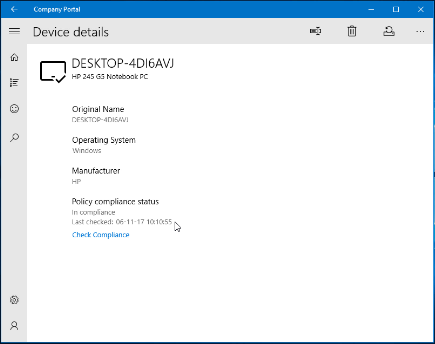 Company Portal
Device details
DESKTOP-4DI6AVJ
HP 245 G5 Notebook PC
Original Name
DESKTOP-4DI6AVJ
Operating System
Windows
Manufacturer
HP
Policy compliance status
In compliance
Last checked: 06-11-17 10:10:55
Check Compliance